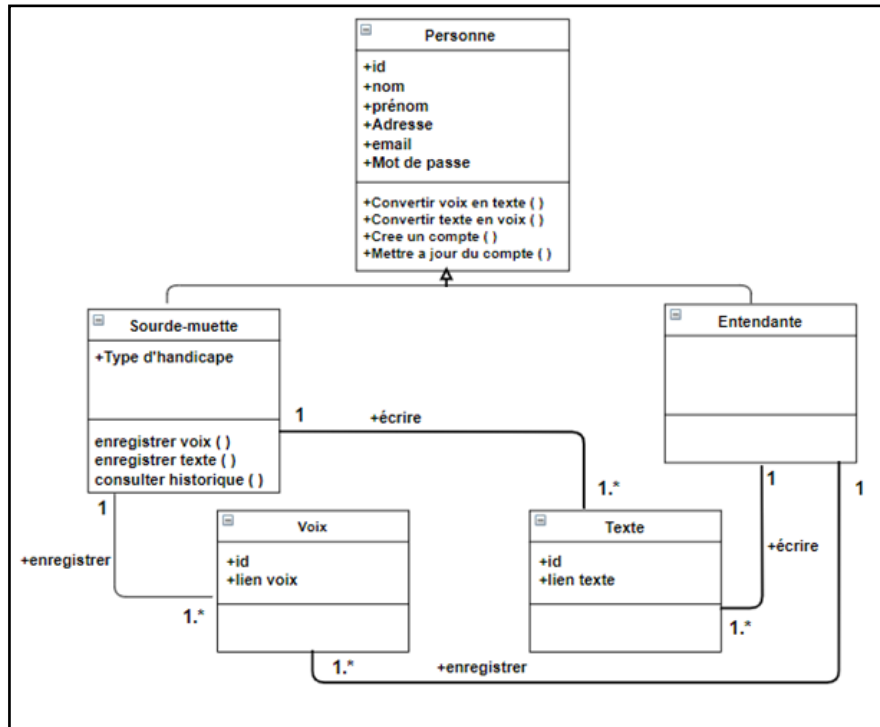 Personne
+id
+nom
+prénom
+Adresse
+email
+Mot de passe
+Convertir voix en texte ( )
+Convertir texte en voix ( )
+Cree un compte ( )
+Mettre a jour du compte ( )
Sourde-muette
+Type d'handicape
enregistrer voix ( )
enregistrer texte ( )
consulter historique ( )
Entendante
1
+écrire
1.*
1
+enregistrer
1.*
Voix
+id
+lien voix
Texte
+id
+lien texte
1
+écrire
1.*
1
+enregistrer
1.*